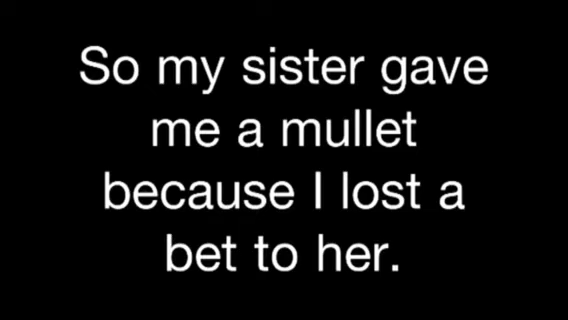 So my sister gave
me a mullet
because I lost a
bet to her.